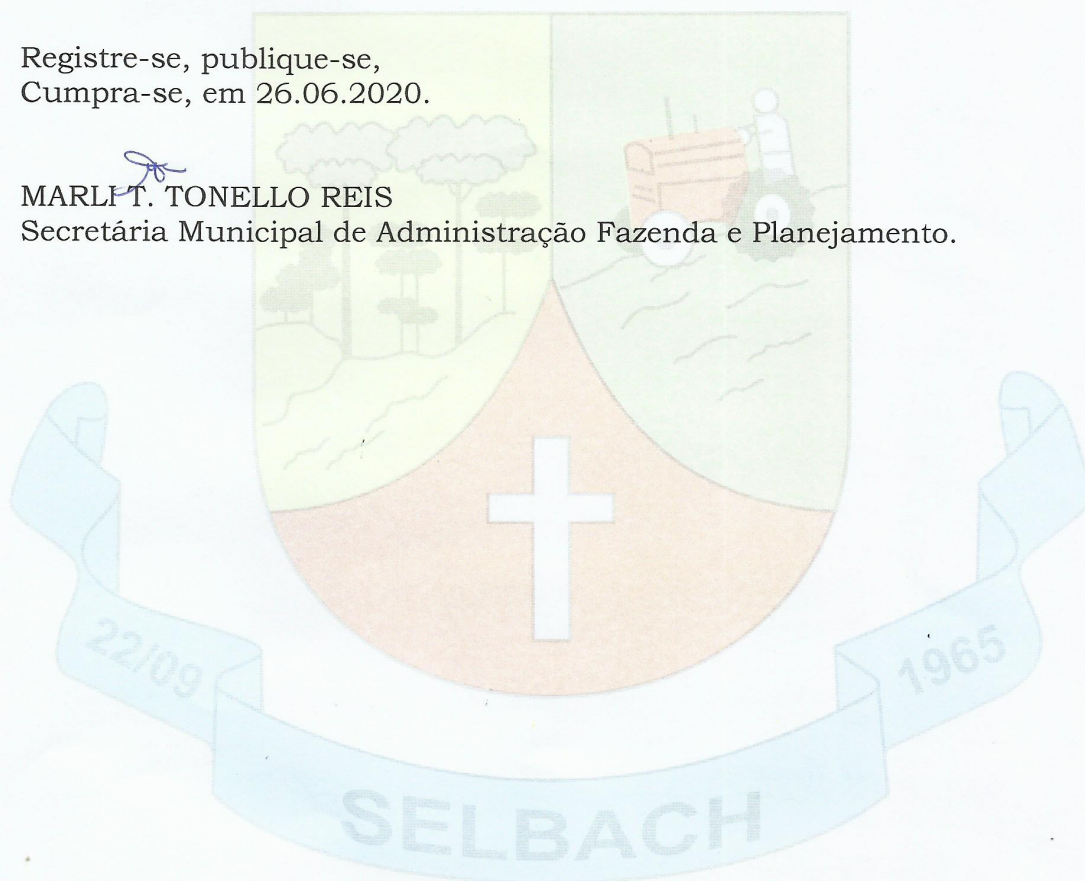 Registre-se, publique-se,
Cumpra-se, em 26.06.2020.
MARLI T. TONELLO REIS
Secretária Municipal de Administração Fazenda e Planejamento.
22/09
1965
SELBACH